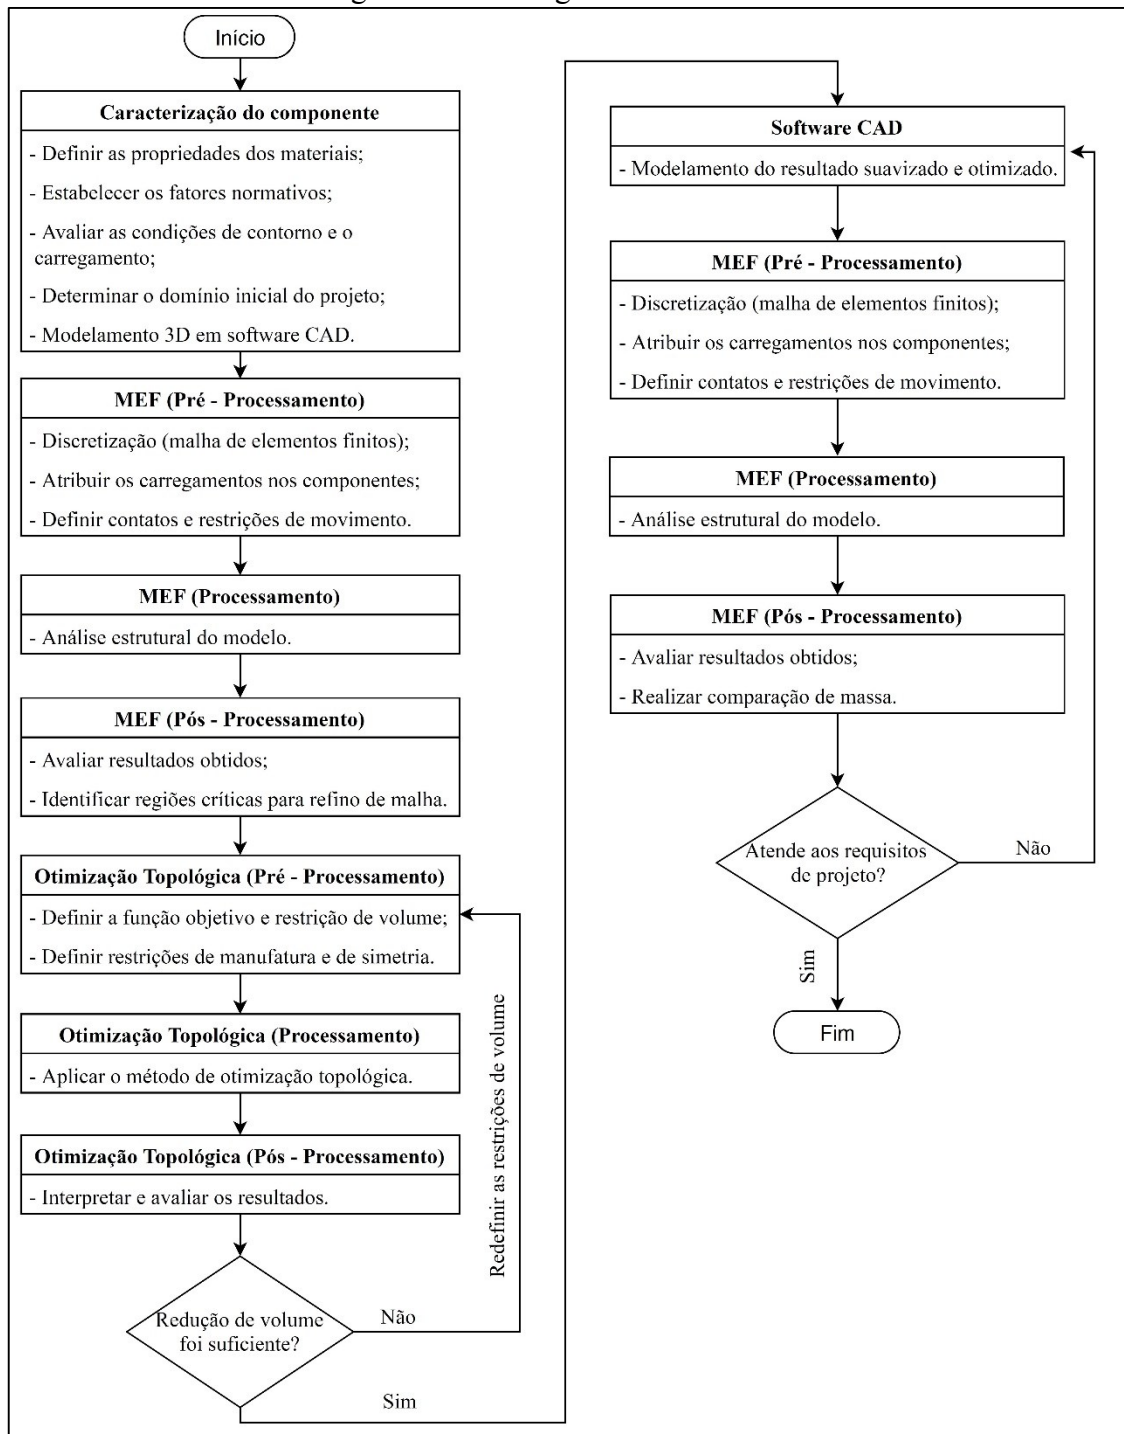 Início
Caracterização do componente
- Definir as propriedades dos materiais;
- Estabelecer os fatores normativos;
- Avaliar as condições de contorno e o
carregamento;
- Determinar o domínio inicial do projeto;
- Modelamento 3D em software CAD.
MEF (Pré - Processamento)
- Discretização (malha de elementos finitos);
- Atribuir os carregamentos nos componentes;
- Definir contatos e restrições de movimento.
MEF (Processamento)
- Análise estrutural do modelo.
MEF (Pós - Processamento)
- Avaliar resultados obtidos;
- Identificar regiões críticas para refino de malha.
Otimização Topológica (Pré - Processamento)
- Definir a função objetivo e restrição de volume;
- Definir restrições de manufatura e de simetria.
Otimização Topológica (Processamento)
- Aplicar o método de otimização topológica.
Otimização Topológica (Pós - Processamento)
- Interpretar e avaliar os resultados.
Redução de volume
foi suficiente?
Não
Redefinir as restrições de volume
Sim
Software CAD
- Modelamento do resultado suavizado e otimizado.
MEF (Pré - Processamento)
- Discretização (malha de elementos finitos);
- Atribuir os carregamentos nos componentes;
- Definir contatos e restrições de movimento.
MEF (Processamento)
- Análise estrutural do modelo.
MEF (Pós - Processamento)
- Avaliar resultados obtidos;
- Realizar comparação de massa.
Atende aos requisitos
de projeto?
Não
Sim
Fim